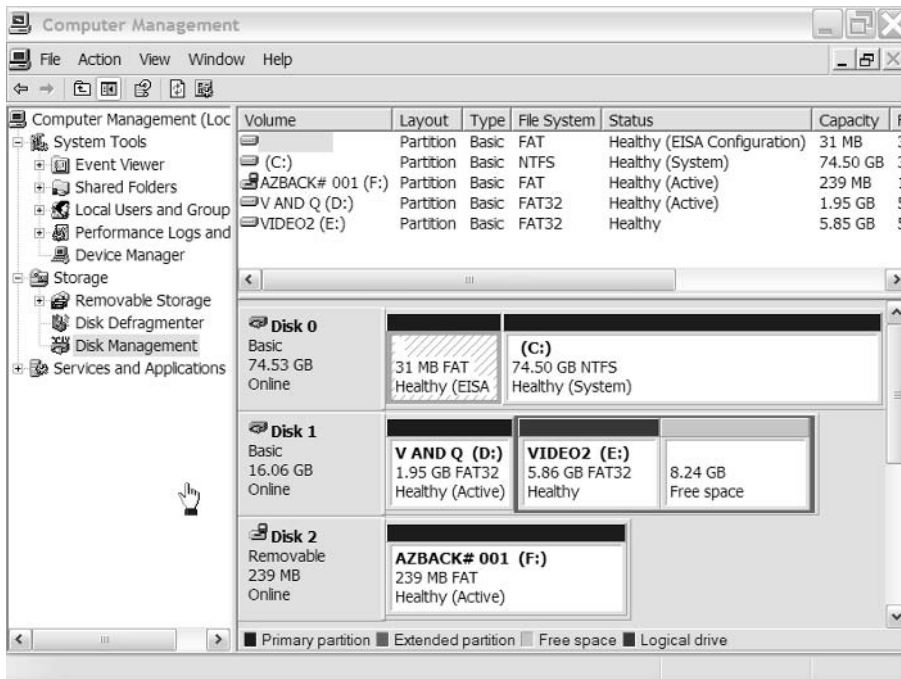 Computer Management
File Action View Window Help
Computer Management (Loc
System Tools
Event Viewer
Shared Folders
Local Users and Group
Performance Logs and
Device Manager
Storage
Removable Storage
Disk Defragmenter
Disk Management
Services and Applications
Volume Layout Type File System Status Capacity
Partition Basic FAT Healthy (EISA Configuration) 31 MB
(C:) Partition Basic NTFS Healthy (System) 74.50 GB
AZBACK# 001 (F:) Partition Basic FAT Healthy (Active) 239 MB
V AND Q (D:) Partition Basic FAT32 Healthy (Active) 1.95 GB
VIDEO2 (E:) Partition Basic FAT32 Healthy 5.85 GB
Disk 0
Basic
74.53 GB
Online
31 MB FAT
Healthy (EISA
(C:)
74.50 GB NTFS
Healthy (System)
Disk 1
Basic
16.06 GB
Online
V AND Q (D:)
1.95 GB FAT32
Healthy (Active)
VIDEO2 (E:)
5.86 GB FAT32
Healthy
8.24 GB
Free space
Disk 2
Removable
239 MB
Online
AZBACK# 001 (F:)
239 MB FAT
Healthy (Active)
Primary partition Extended partition Free space Logical drive